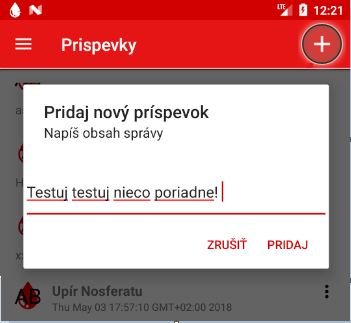 LTE 12:21
Prispevky
Pridaj nový príspevok
Napíš obsah správy
Testuj testuj nieco poriadne!
ZRUŠIŤ PRIDAJ
AB Upír Nosferatu
Thu May 03 17:57:10 GMT+02:00 2018